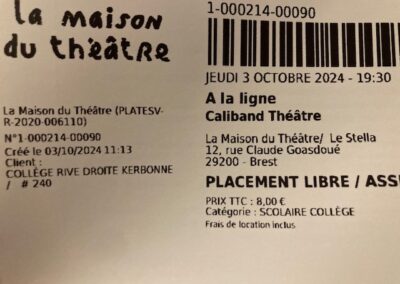 la maison
du théâtre
La Maison du Théâtre (PLATESV-
R-2020-006110)
N°1-000214-00090
Créé le 03/10/2024 11:13
Client :
COLLÈGE RIVE DROITE KERBONNE
/ # 240
1-000214-00090
JEUDI 3 OCTOBRE 2024 - 19:30
A la ligne
Caliband Théâtre
La Maison du Théâtre/ Le Stella
12, rue Claude Goasdoué
29200 - Brest
PLACEMENT LIBRE / ASSI
PRIX TTC : 8,00 €
Catégorie : SCOLAIRE COLLÈGE
Frais de location inclus